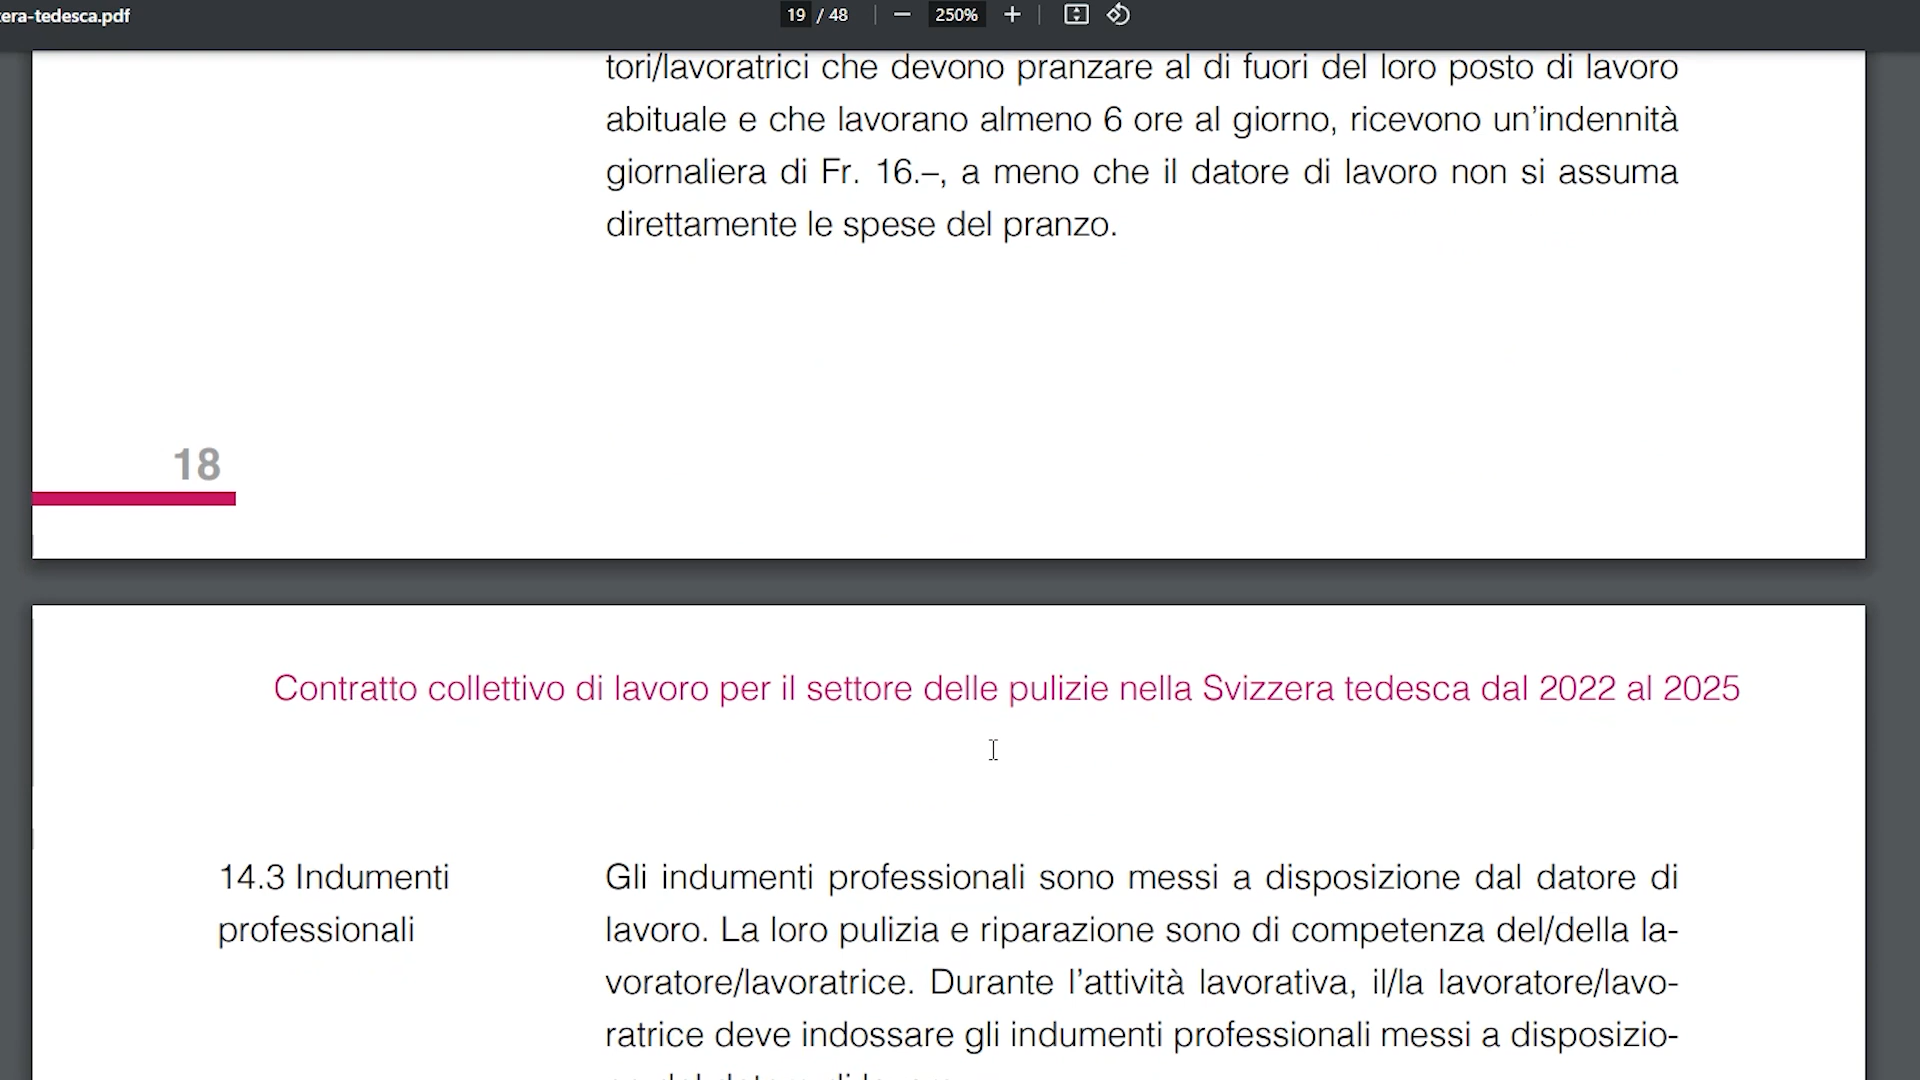 era-tedesca.pdf
19 / 48
250%
tori/lavoratrici che devono pranzare al di fuori del loro posto di lavoro
abituale e che lavorano almeno 6 ore al giorno, ricevono un’indennità
giornaliera di Fr. 16.–, a meno che il datore di lavoro non si assuma
direttamente le spese del pranzo.
18
Contratto collettivo di lavoro per il settore delle pulizie nella Svizzera tedesca dal 2022 al 2025
14.3 Indumenti
professionali
Gli indumenti professionali sono messi a disposizione dal datore di
lavoro. La loro pulizia e riparazione sono di competenza del/della la-
voratore/lavoratrice. Durante l’attività lavorativa, il/la lavoratore/lavo-
ratrice deve indossare gli indumenti professionali messi a disposizio-